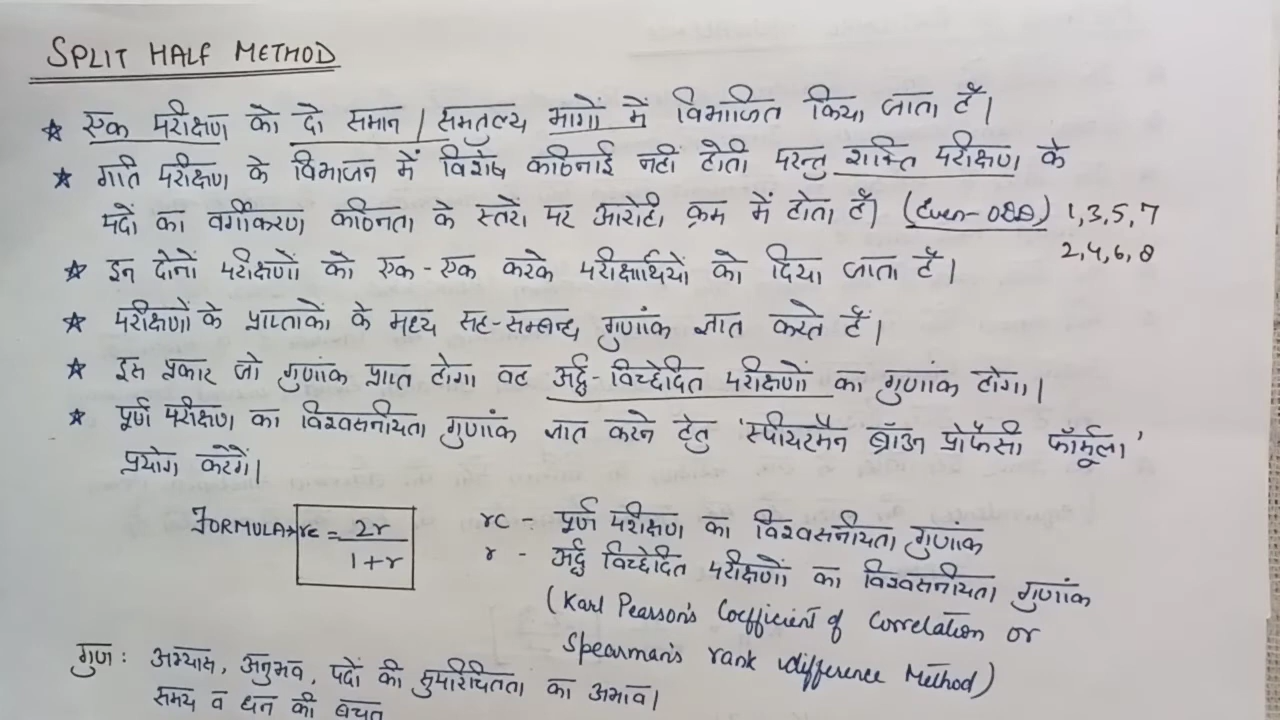 SPLIT HALF METHOD
★ एक परीक्षण को दो समान / समतुल्य भागों में विभाजित किया जाता है।
★ गति परीक्षण के विभाजन में विशेष कठिनाई नहीं होती परन्तु शक्ति परीक्षण के
पदों का वर्गीकरण कठिनता के स्तरों पर आरोही क्रम में होता है। (Even-ODD) 1,3,5,7
2,4,6,8
★ इन दोनों परीक्षणों को एक-एक करके परीक्षार्थियों को दिया जाता है।
★ परीक्षणों के प्राप्ताकों के मध्य सह-सम्बन्ध गुणांक ज्ञात करते हैं।
★ इस प्रकार जो गुणांक प्राप्त होगा वह अर्द्ध-विच्छेदित परीक्षणों का गुणांक होगा।
★ पूर्ण परीक्षण का विश्वसनीयता गुणांक ज्ञात करने हेतु 'स्पीयरमैन ब्रॉउन प्रोफैसी फॉर्मूला'
प्रयोग करेगें।
FORMULA → rc = 2r / 1+r
rc - पूर्ण परीक्षण का विश्वसनीयता गुणांक
r - अर्द्ध विच्छेदित परीक्षणों का विश्वसनीयता गुणांक
(Karl Pearson's Coefficient of Correlation or
Spearman's rank difference Method)
गुण: अभ्यास, अनुभव, पदों की सुपरिचितता का अभाव।
समय व धन की बचत